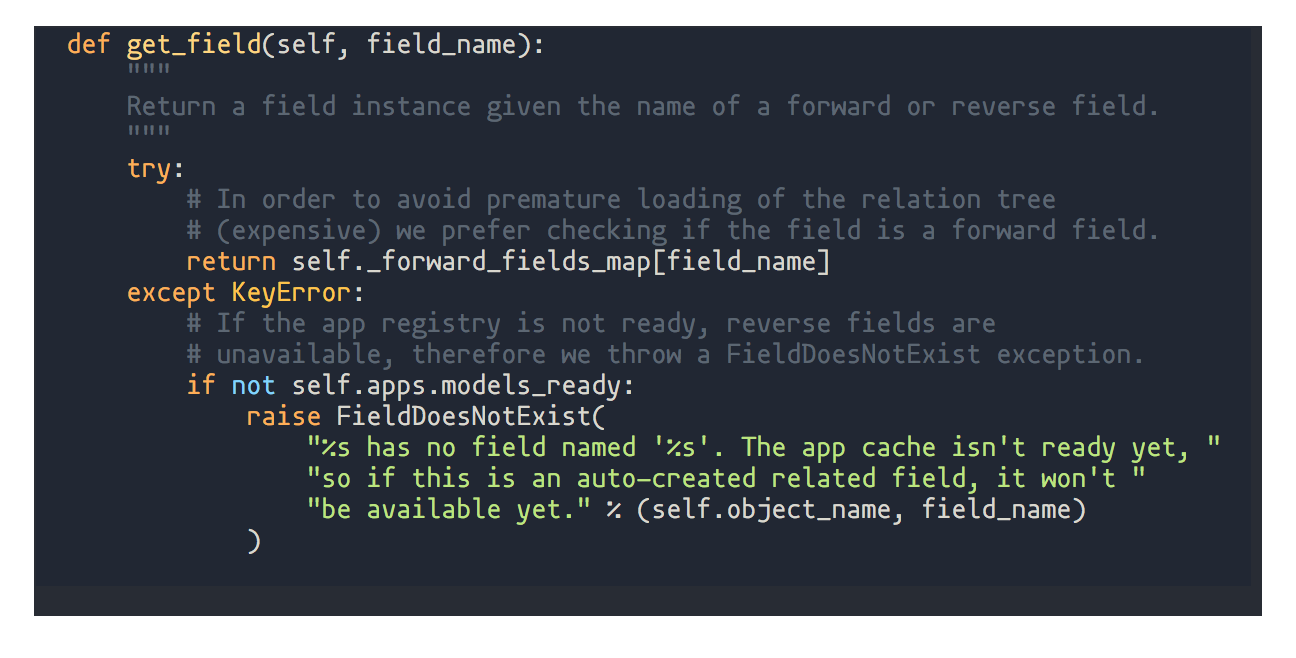 def get_field(self, field_name):
    """
    Return a field instance given the name of a forward or reverse field.
    """
    try:
        # In order to avoid premature loading of the relation tree
        # (expensive) we prefer checking if the field is a forward field.
        return self._forward_fields_map[field_name]
    except KeyError:
        # If the app registry is not ready, reverse fields are
        # unavailable, therefore we throw a FieldDoesNotExist exception.
        if not self.apps.models_ready:
            raise FieldDoesNotExist(
                "%s has no field named '%s'. The app cache isn't ready yet, "
                "so if this is an auto-created related field, it won't "
                "be available yet." % (self.object_name, field_name)
            )